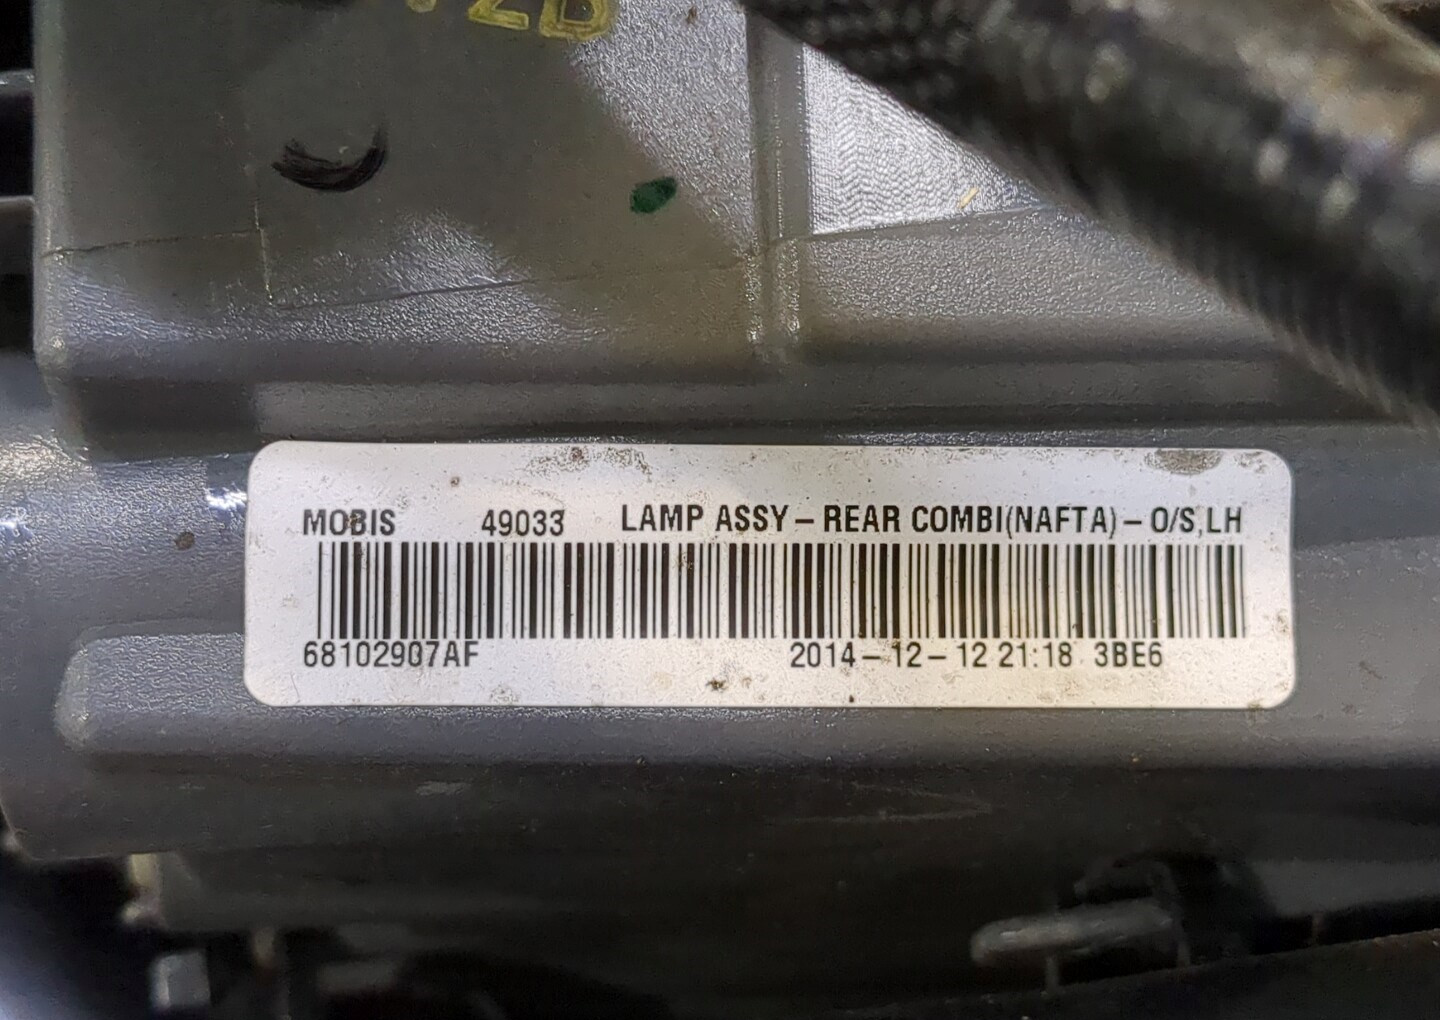 MOBIS 49033 LAMP ASSY - REAR COMBI(NAFTA) - O/S,LH
68102907AF 2014-12-12 21:18 3BE6